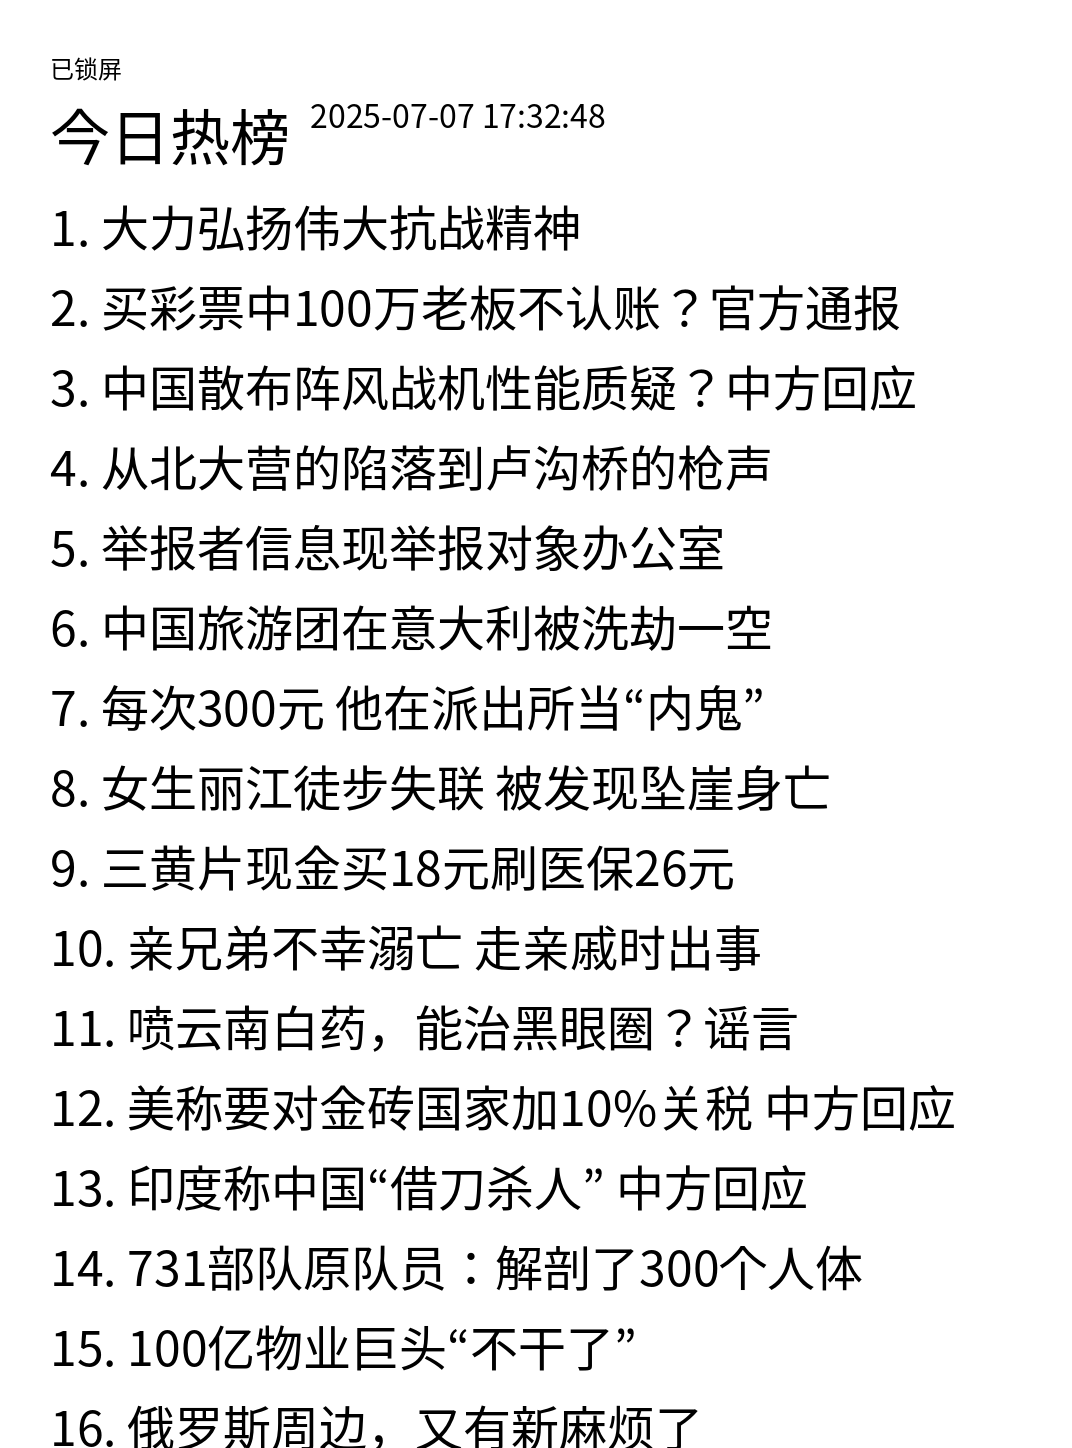 已锁屏
今日热榜 2025-07-07 17:32:48
1. 大力弘扬伟大抗战精神
2. 买彩票中100万老板不认账？官方通报
3. 中国散布阵风战机性能质疑？中方回应
4. 从北大营的陷落到卢沟桥的枪声
5. 举报者信息现举报对象办公室
6. 中国旅游团在意大利被洗劫一空
7. 每次300元 他在派出所当“内鬼”
8. 女生丽江徒步失联 被发现坠崖身亡
9. 三黄片现金买18元刷医保26元
10. 亲兄弟不幸溺亡 走亲戚时出事
11. 喷云南白药，能治黑眼圈？谣言
12. 美称要对金砖国家加10%关税 中方回应
13. 印度称中国“借刀杀人” 中方回应
14. 731部队原队员：解剖了300个人体
15. 100亿物业巨头“不干了”
16. 俄罗斯周边，又有新麻烦了